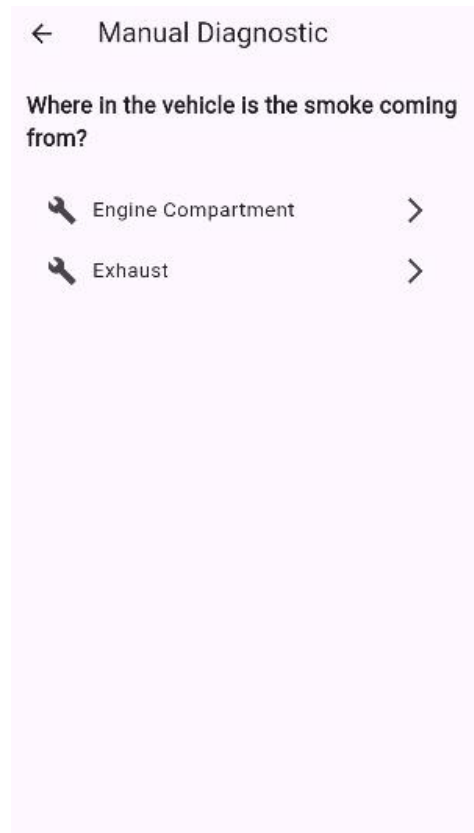 Manual Diagnostic
Where in the vehicle is the smoke coming
from?
Engine Compartment
Exhaust